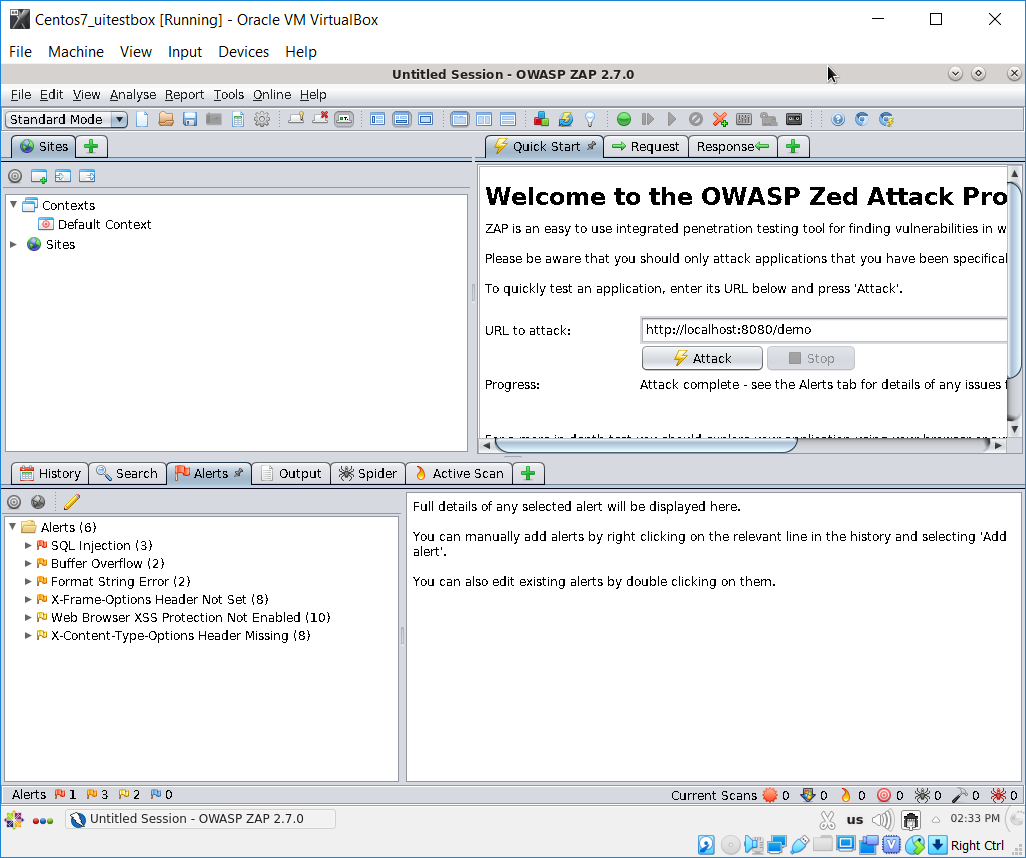 Centos7_uitestbox [Running] - Oracle VM VirtualBox
File Machine View Input Devices Help
Untitled Session - OWASP ZAP 2.7.0
File Edit View Analyse Report Tools Online Help
Standard Mode
Sites
Quick Start Request Response
Contexts
Default Context
Sites
Welcome to the OWASP Zed Attack Pro
ZAP is an easy to use integrated penetration testing tool for finding vulnerabilities in w
Please be aware that you should only attack applications that you have been specifical
To quickly test an application, enter its URL below and press 'Attack'.
URL to attack: http://localhost:8080/demo
Attack Stop
Progress: Attack complete - see the Alerts tab for details of any issues
History Search Alerts Output Spider Active Scan
Alerts (6)
SQL Injection (3)
Buffer Overflow (2)
Format String Error (2)
X-Frame-Options Header Not Set (8)
Web Browser XSS Protection Not Enabled (10)
X-Content-Type-Options Header Missing (8)
Full details of any selected alert will be displayed here.
You can manually add alerts by right clicking on the relevant line in the history and selecting 'Add
alert'.
You can also edit existing alerts by double clicking on them.
Alerts 1 3 2 0 Current Scans 0 0 0 0 0 0 0
Untitled Session - OWASP ZAP 2.7.0 us 02:33 PM
Right Ctrl